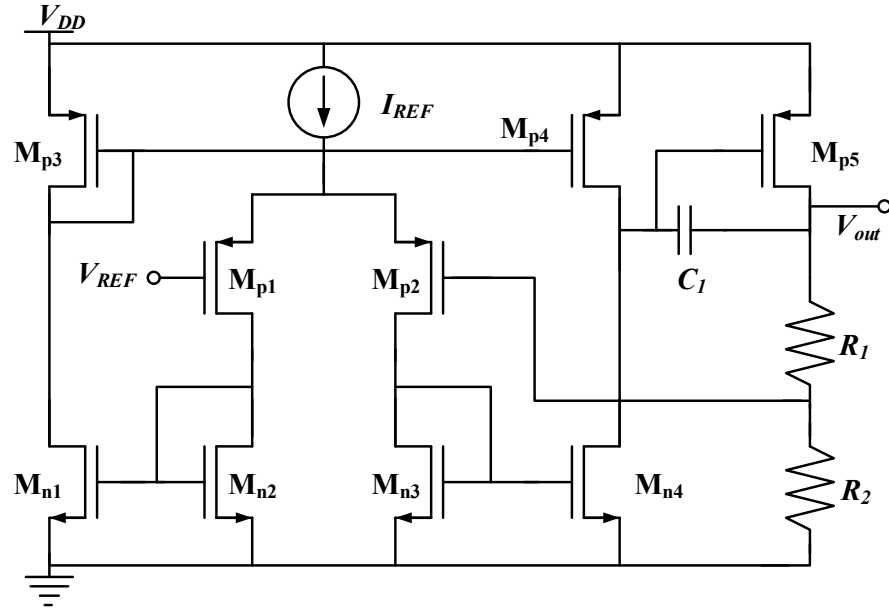 V_DD
I_REF
M_p3
M_p4
M_p5
V_out
V_REF
M_p1
M_p2
C_1
R_1
M_n1
M_n2
M_n3
M_n4
R_2